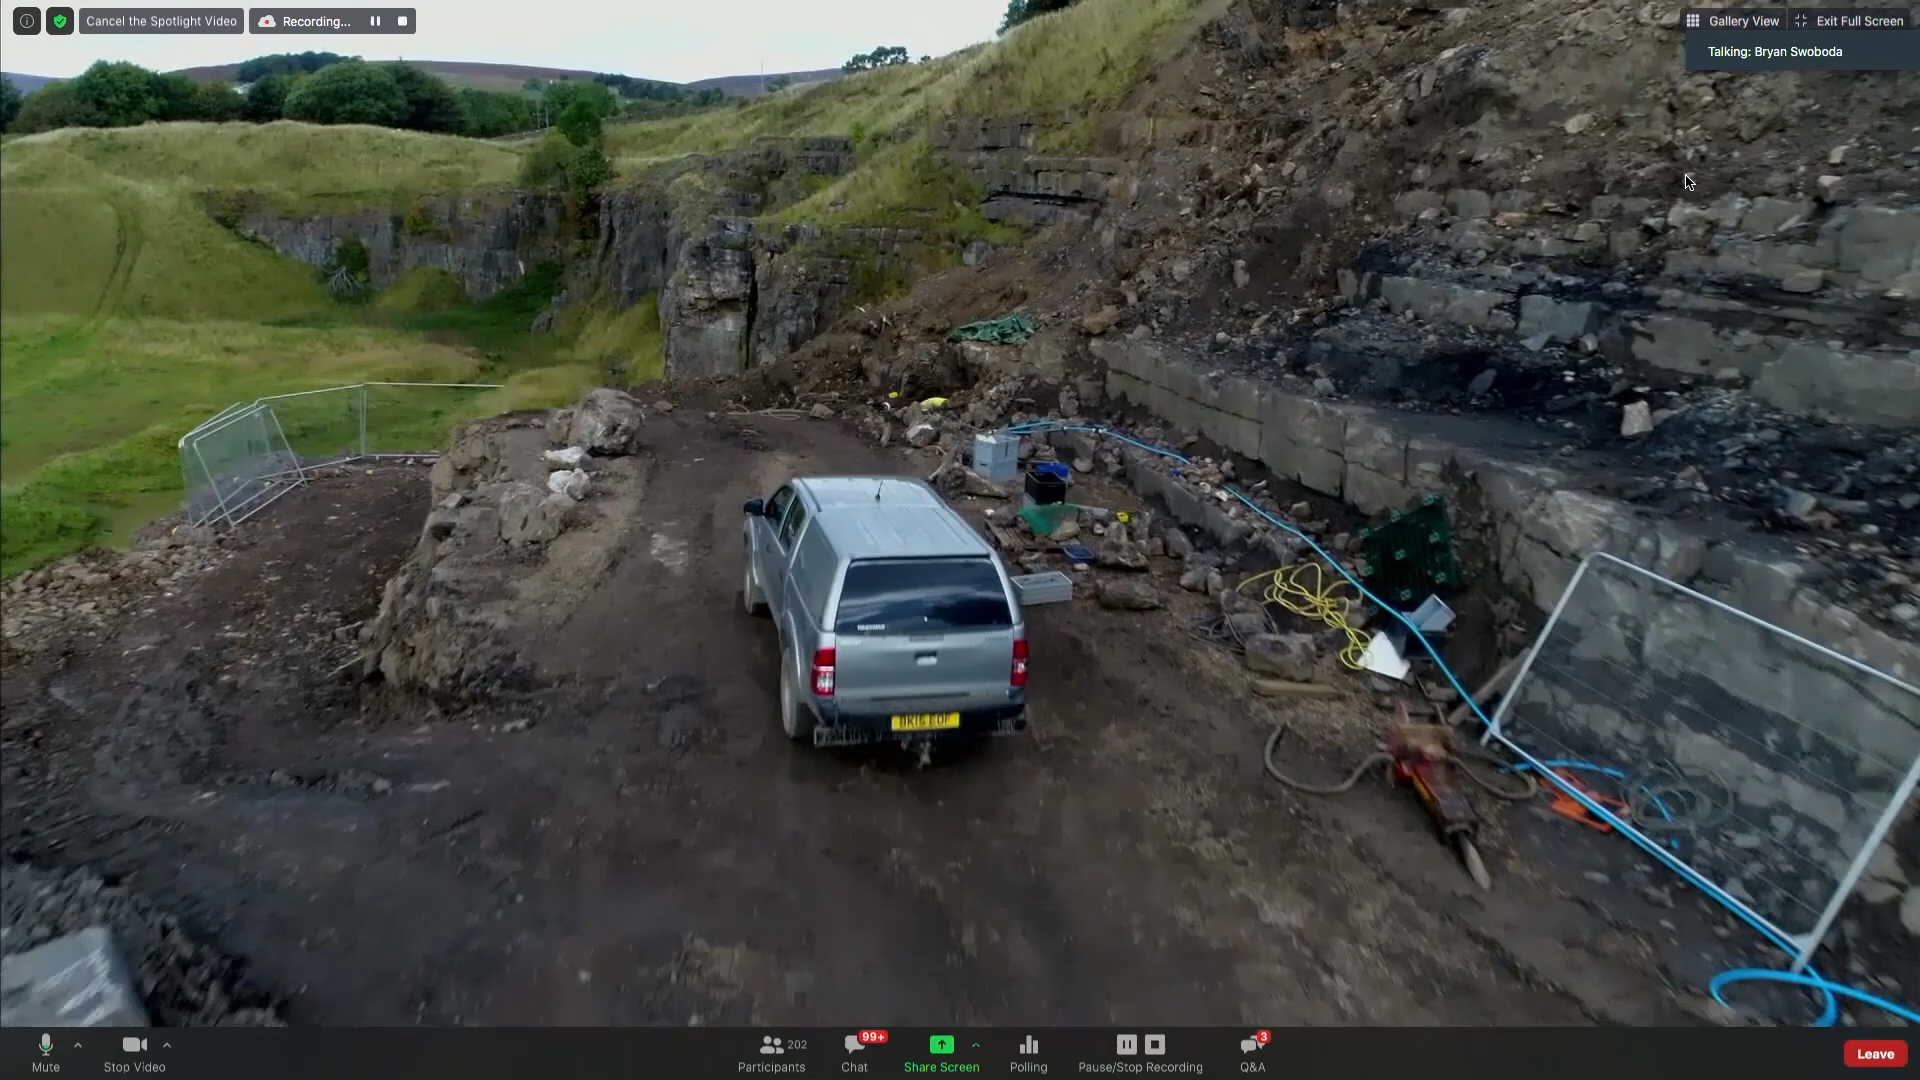 Cancel the Spotlight Video
Recording...
Gallery View
Exit Full Screen
Talking: Bryan Swoboda
Mute
Stop Video
202
Participants
99+
Chat
Share Screen
Polling
Pause/Stop Recording
3
Q&A
Leave